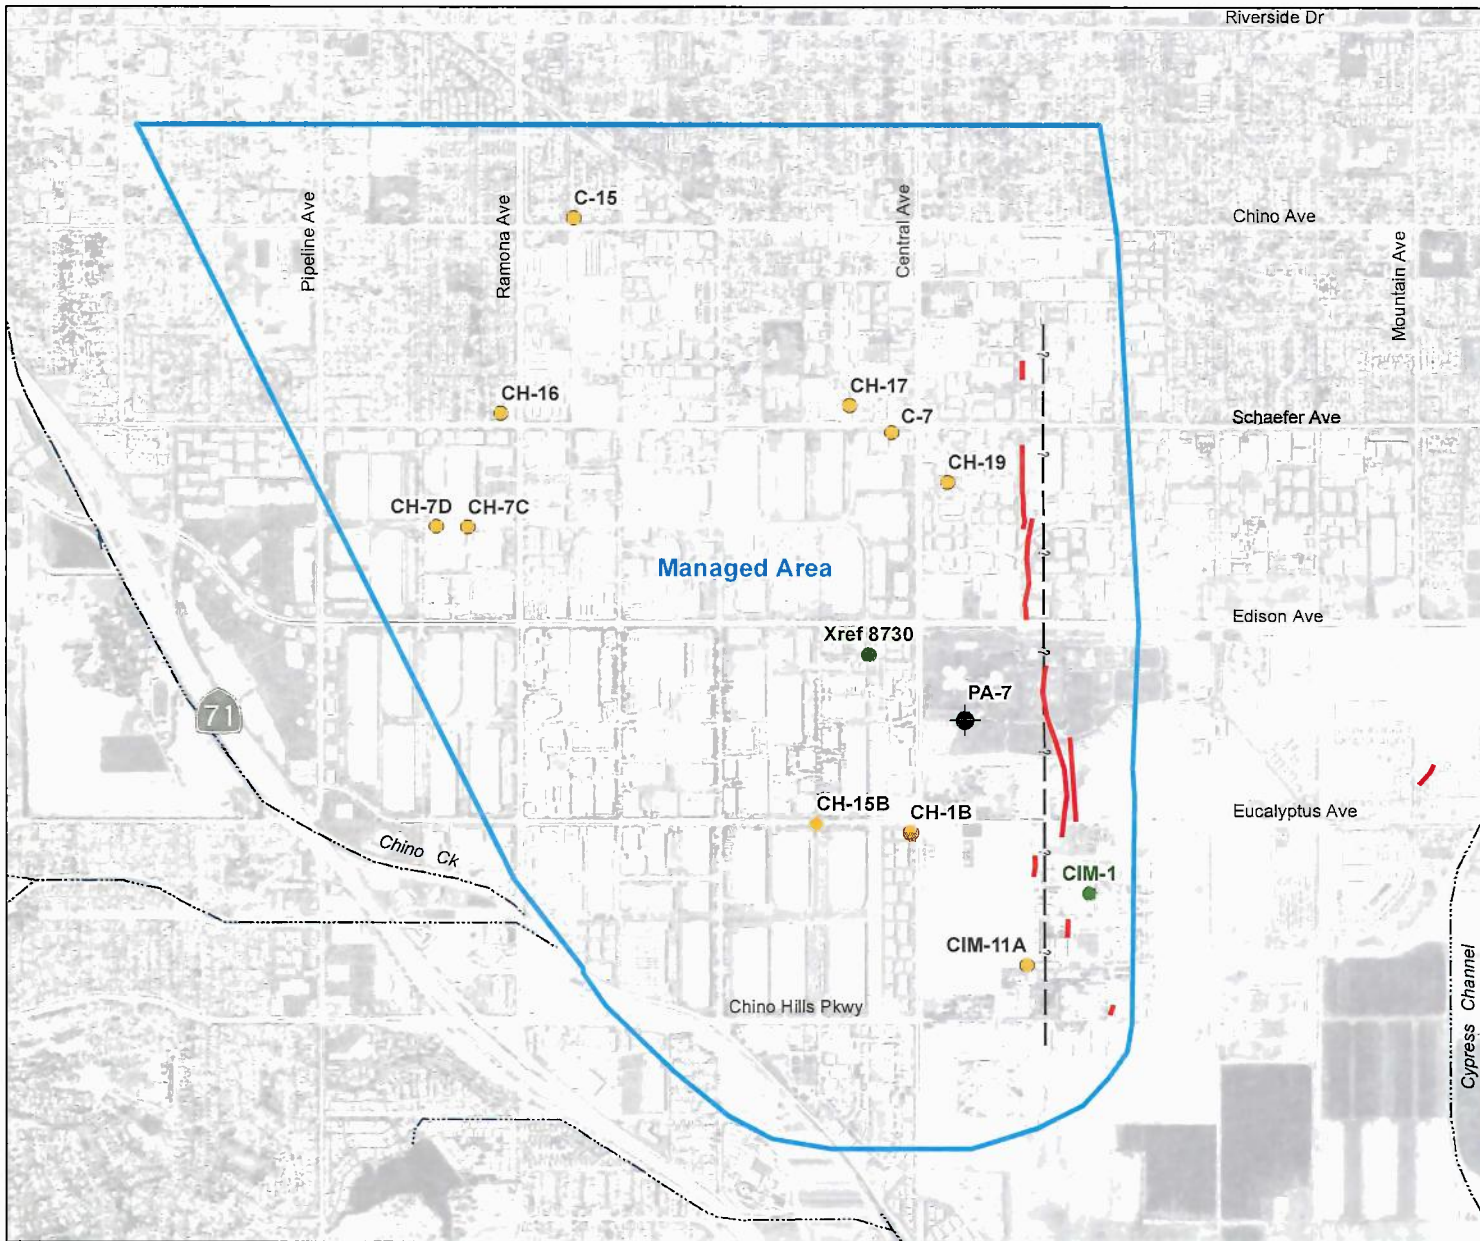 Riverside Dr
C-15
Pipeline Ave
Ramona Ave
Central Ave
Chino Ave
Mountain Ave
?
CH-16
CH-17
C-7
Schaefer Ave
?
CH-19
CH-7D
CH-7C
?
Managed Area
Edison Ave
Xref 8730
?
PA-7
71
?
CH-15B
CH-1B
Eucalyptus Ave
Chino Ck
?
CIM-1
CIM-11A
?
Chino Hills Pkwy
Cypress Channel